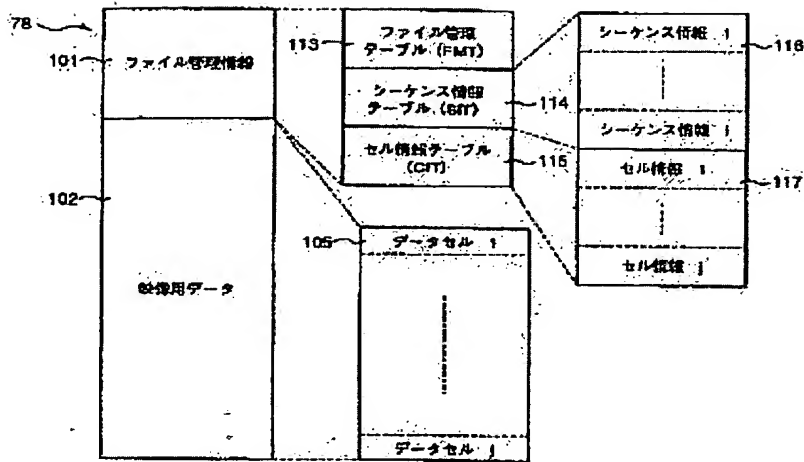 78
101
ファイル管理情報
102
映像用データ
113
ファイル管理
テーブル (FMT)
シーケンス情報
テーブル (SIT)
114
セル情報テーブル
(CIT)
115
105
データセル 1
データセル j
シーケンス情報 1
116
シーケンス情報 i
セル情報 1
117
セル情報 j